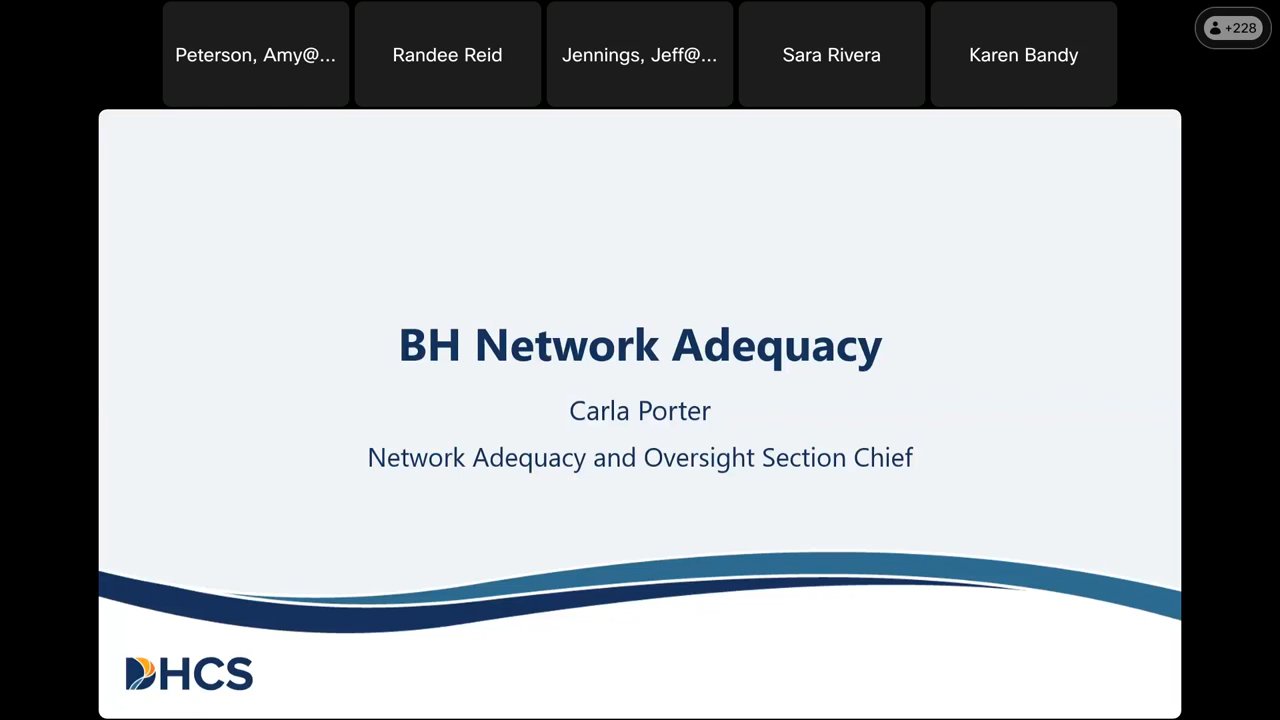 Peterson, Amy@...
Randee Reid
Jennings, Jeff@...
Sara Rivera
Karen Bandy
+228
BH Network Adequacy
Carla Porter
Network Adequacy and Oversight Section Chief
DHCS